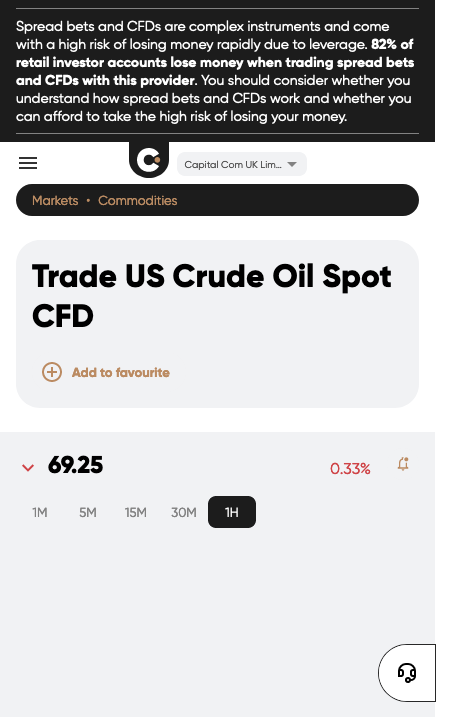 Spread bets and CFDs are complex instruments and come
with a high risk of losing money rapidly due to leverage. 82% of
retail investor accounts lose money when trading spread bets
and CFDs with this provider. You should consider whether you
understand how spread bets and CFDs work and whether you
can afford to take the high risk of losing your money.
Capital Com UK Lim...
Markets • Commodities
Trade US Crude Oil Spot
CFD
Add to favourite
69.25 0.33%
1M 5M 15M 30M 1H